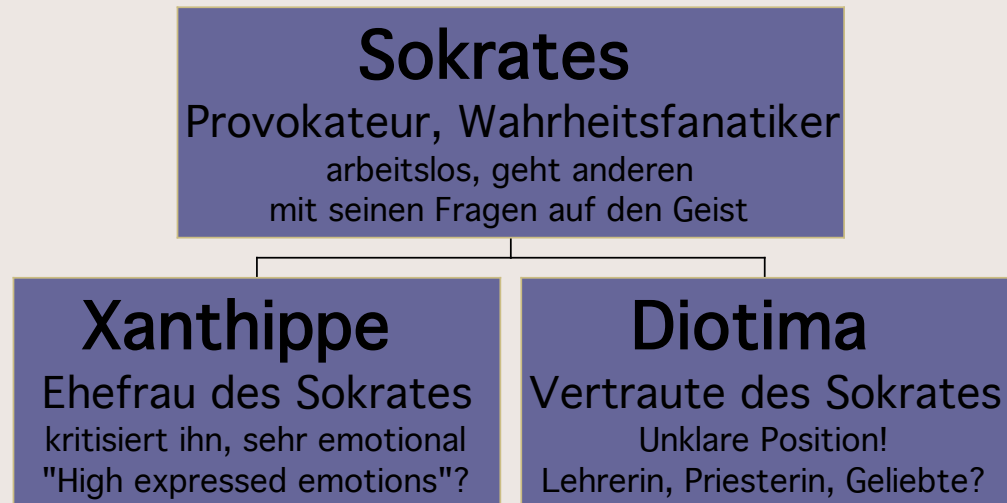 Sokrates
Provokateur, Wahrheitsfanatiker
arbeitslos, geht anderen
mit seinen Fragen auf den Geist
Xanthippe
Ehefrau des Sokrates
kritisiert ihn, sehr emotional
"High expressed emotions"?
Diotima
Vertraute des Sokrates
Unklare Position!
Lehrerin, Priesterin, Geliebte?